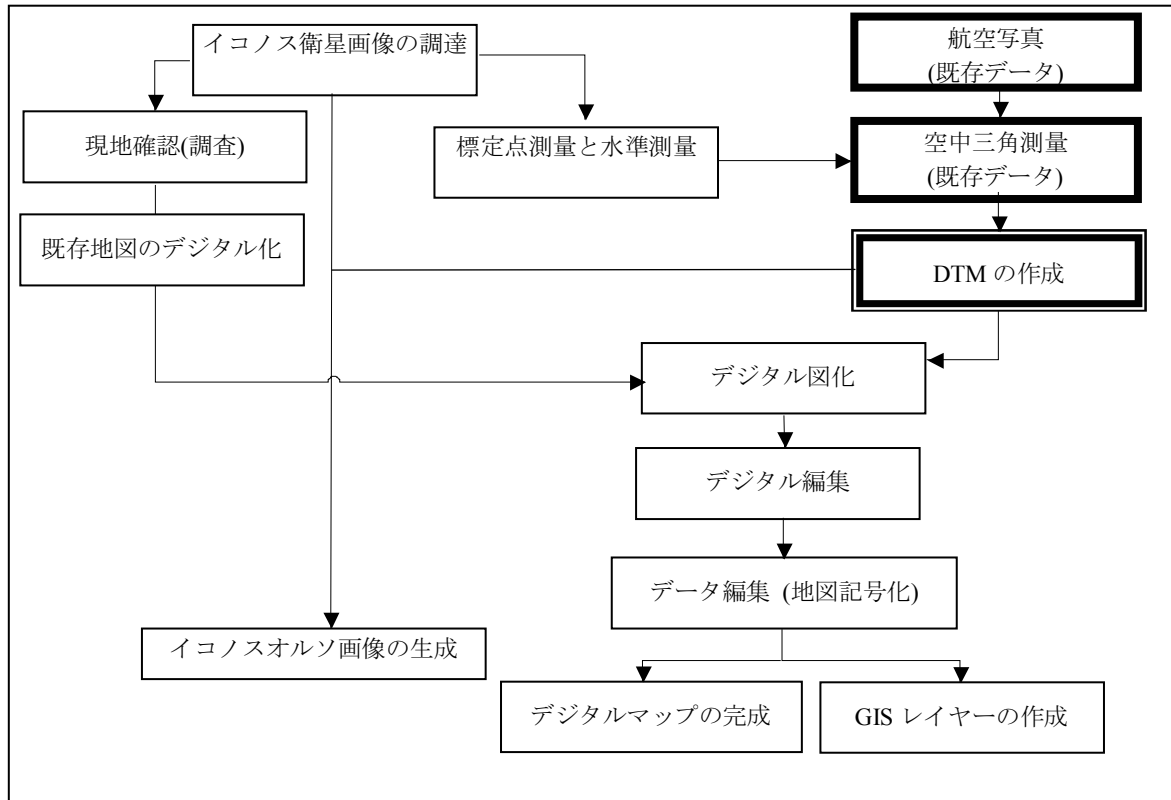 イコノス衛星画像の調達
航空写真
(既存データ)
現地確認(調査)
標定点測量と水準測量
空中三角測量
(既存データ)
既存地図のデジタル化
DTM の作成
デジタル図化
デジタル編集
データ編集 (地図記号化)
イコノスオルソ画像の生成
デジタルマップの完成
GIS レイヤーの作成